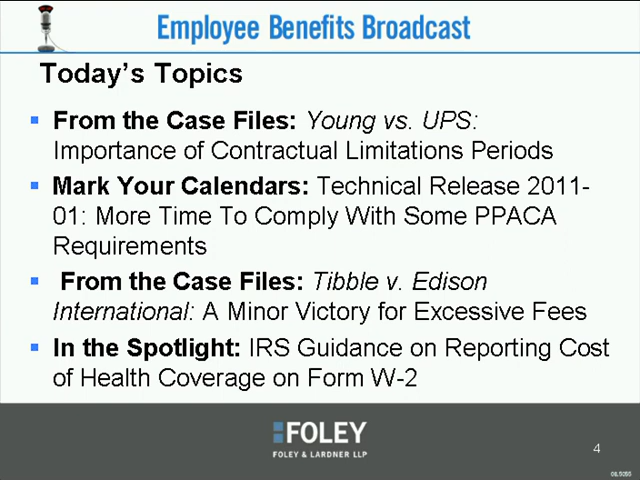 Employee Benefits Broadcast
Today's Topics
From the Case Files: Young vs. UPS:
Importance of Contractual Limitations Periods
Mark Your Calendars: Technical Release 2011-
01: More Time To Comply With Some PPACA
Requirements
From the Case Files: Tibble v. Edison
International: A Minor Victory for Excessive Fees
In the Spotlight: IRS Guidance on Reporting Cost
of Health Coverage on Form W-2
FOLEY
FOLEY & LARDNER LLP
4